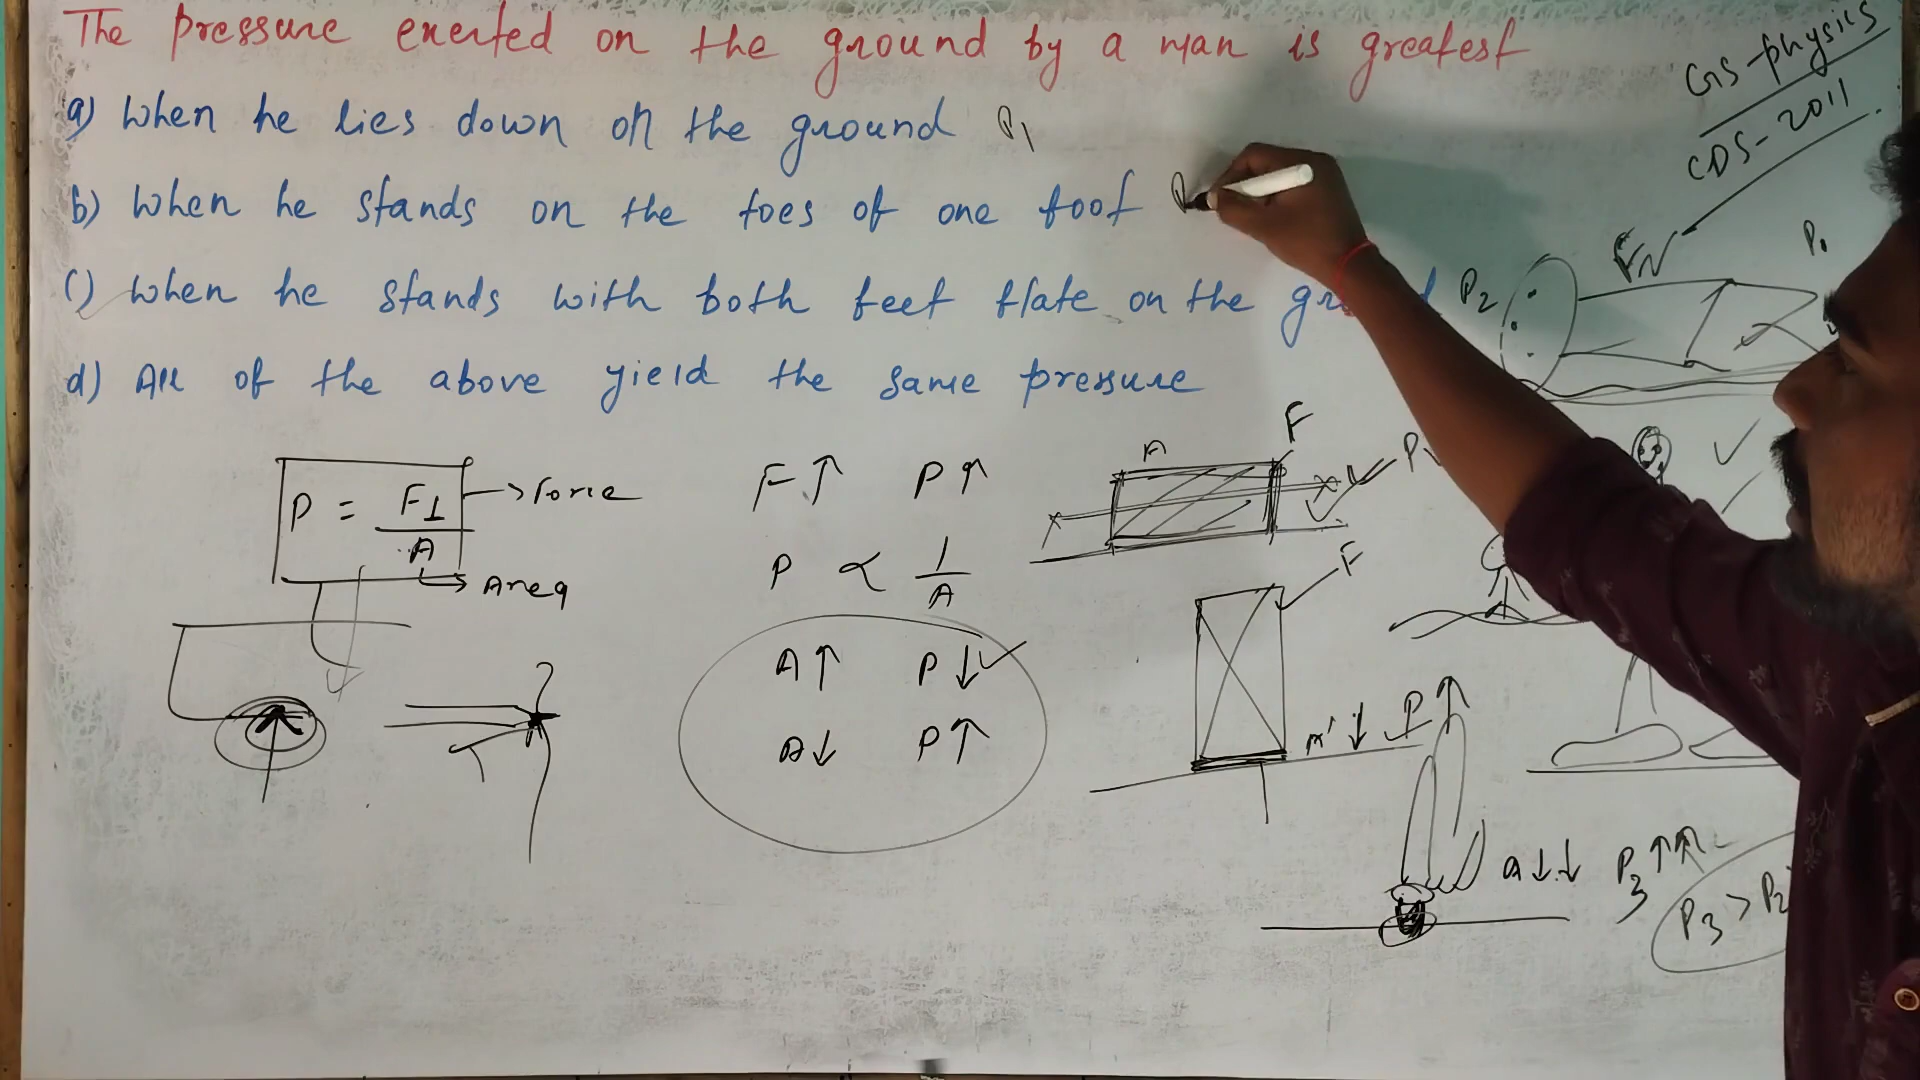 The pressure exerted on the ground by a man is greatest
GS-physics
CDS-2011
a) When he lies down on the ground P1
b) When he stands on the toes of one foot P
c) When he stands with both feet flate on the
P2
d) All of the above yield the same pressure
P = F⊥ / A
→ Force
→ Area
F↑ P↑
P ∝ 1/A
A↑ P↓ ✓
A↓ P↑
A
F
F
A' ↓ P↑
a↓↓ P3↑↑
P3 > P2